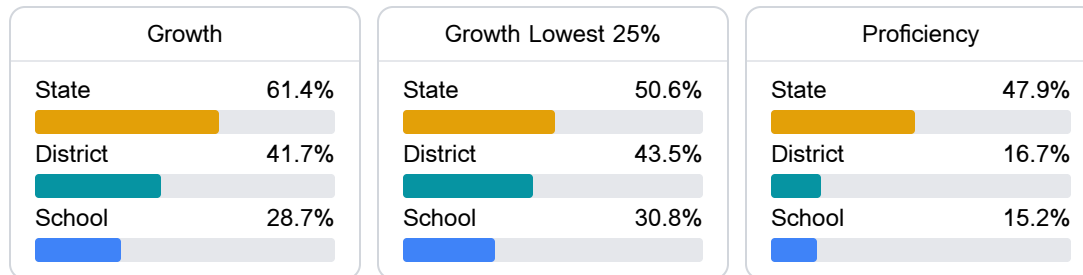 Growth
State 61.4%
District 41.7%
School 28.7%
Growth Lowest 25%
State 50.6%
District 43.5%
School 30.8%
Proficiency
State 47.9%
District 16.7%
School 15.2%